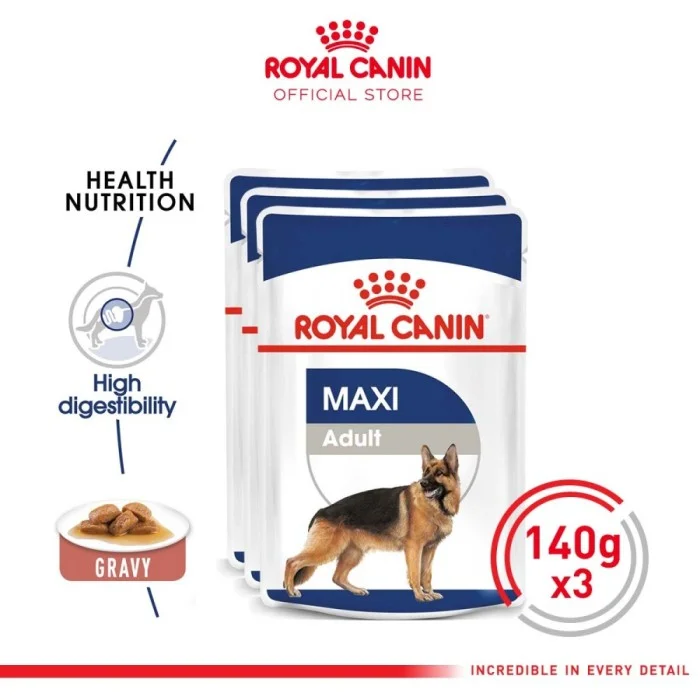 ROYAL CANIN
OFFICIAL STORE
HEALTH
NUTRITION
High
digestibility
GRAVY
ROYAL CANIN®
MAXI
Adult
140g
x3
INCREDIBLE IN EVERY DETAIL